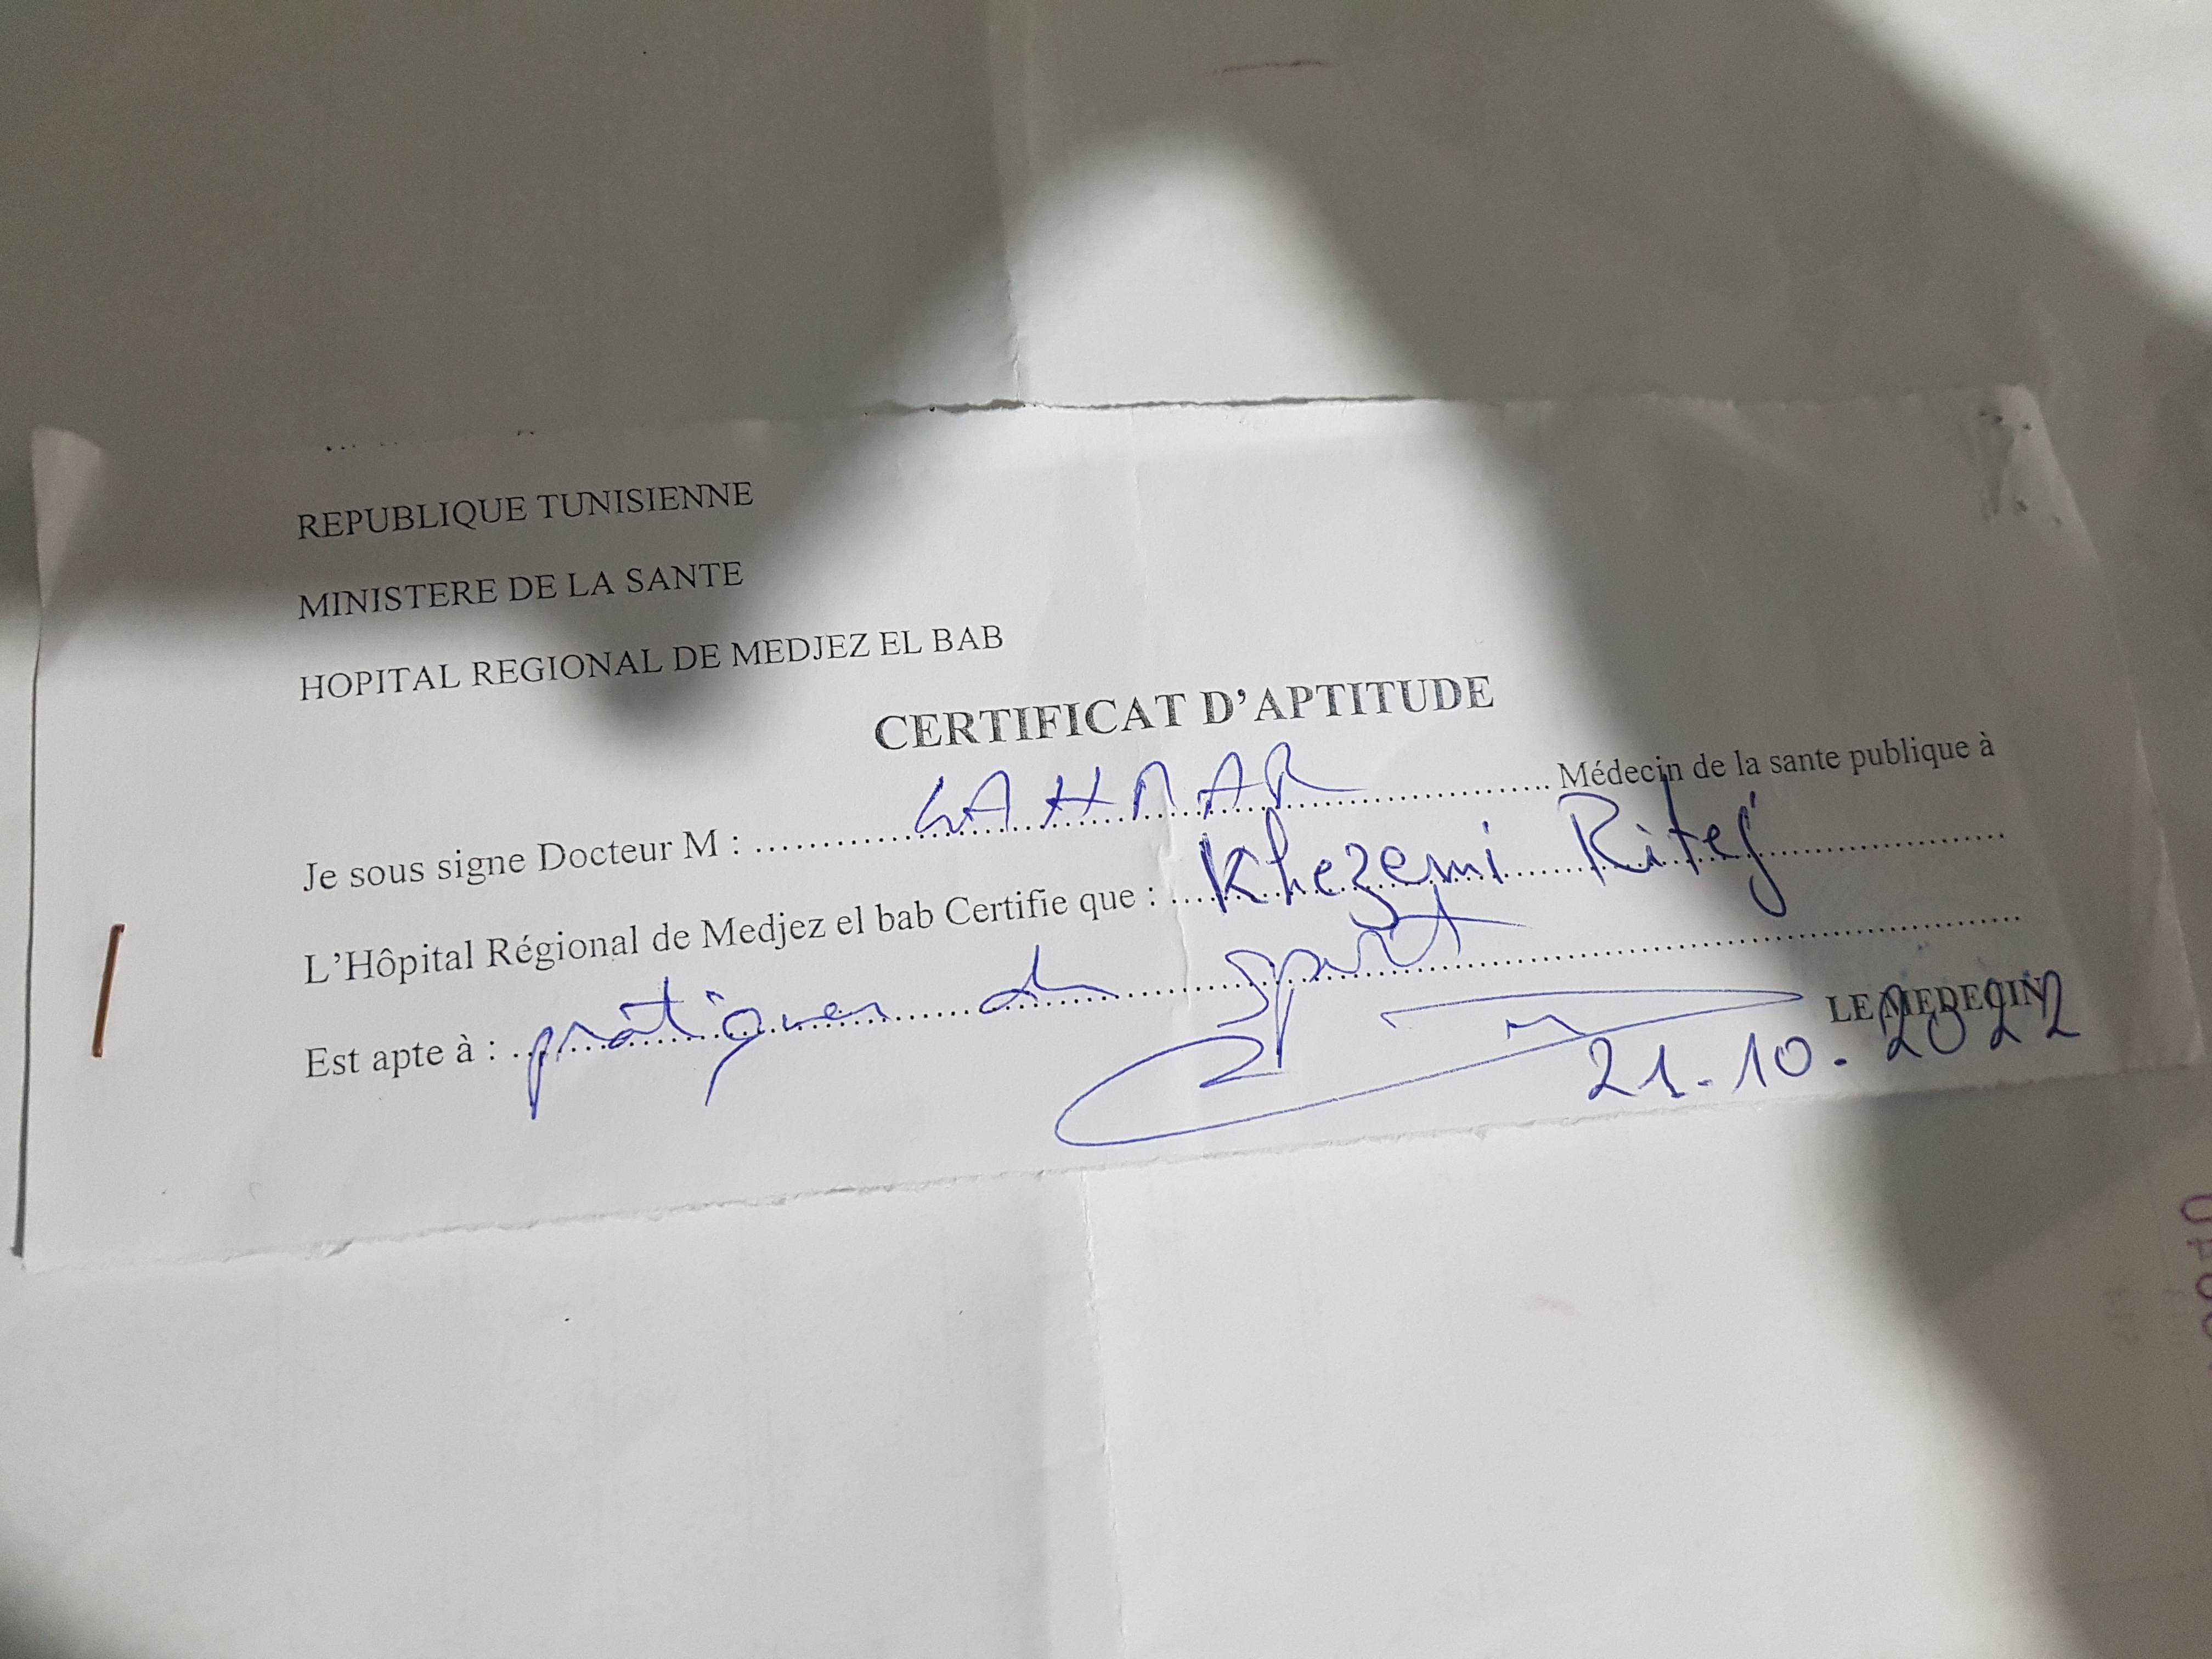 REPUBLIQUE TUNISIENNE
MINISTERE DE LA SANTE
HOPITAL REGIONAL DE MEDJEZ EL BAB
CERTIFICAT D'APTITUDE
Je sous signe Docteur M : LAHMAR Médecin de la sante publique à
L'Hôpital Régional de Medjez el bab Certifie que : Khezemi Ritej
Est apte à : pratiquer du sport
LE MEDECIN
21.10.2022